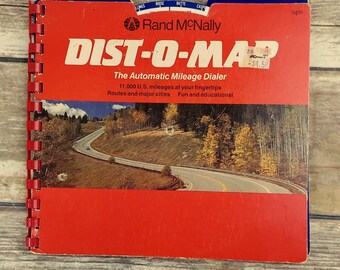 Rand McNally
DIST-O-MAP
The Automatic Mileage Dialer
11,000 U.S. mileages at your fingertips
Routes and major cities Fun and educational